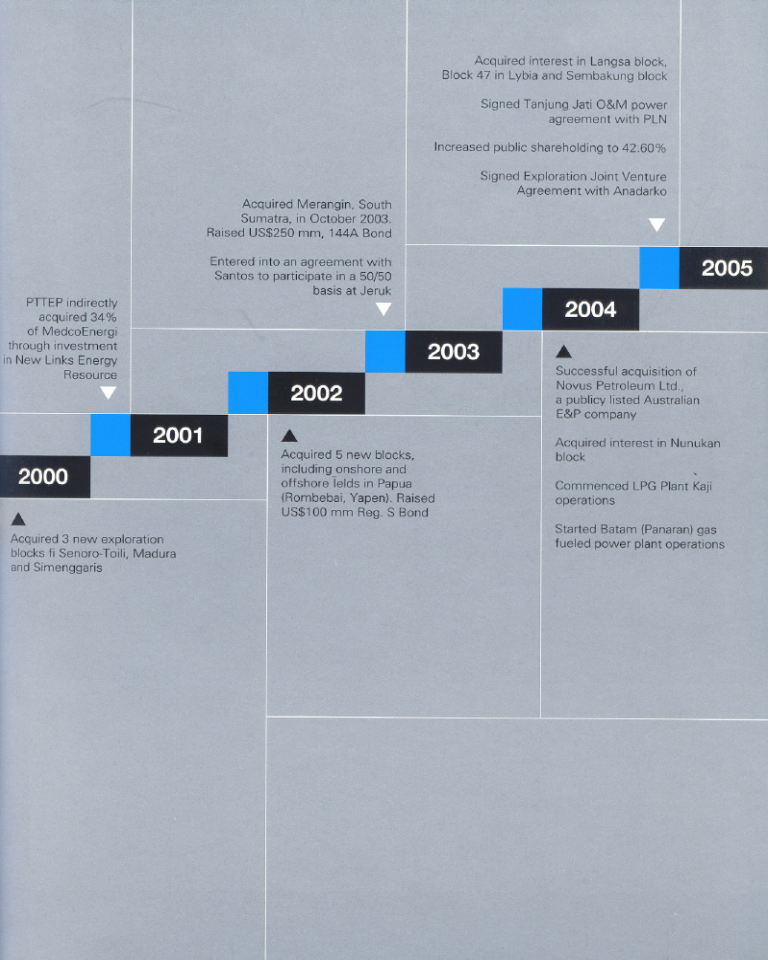 Acquired interest in Langsa block,
Block 47 in Lybia and Sembakung block
Signed Tanjung Jati O&M power
agreement with PLN
Increased public shareholding to 42.60%
Signed Exploration Joint Venture
Agreement with Anadarko
2005
Acquired Merangin, South
Sumatra, in October 2003.
Raised US$250 mm, 144A Bond
Entered into an agreement with
Santos to participate in a 50/50
basis at Jeruk
2004
PTTEP indirectly
acquired 34%
of MedcoEnergi
through investment
in New Links Energy
Resource
2003
2002
2001
2000
Successful acquisition of
Novus Petroleum Ltd.,
a publicy listed Australian
E&P company
Acquired interest in Nunukan
block
Commenced LPG Plant Kaji
operations
Started Batam (Panaran) gas
fueled power plant operations
Acquired 5 new blocks,
including onshore and
offshore ïelds in Papua
(Rombebai, Yapen). Raised
US$100 mm Reg. S Bond
Acquired 3 new exploration
blocks fi Senoro-Toili, Madura
and Simenggaris